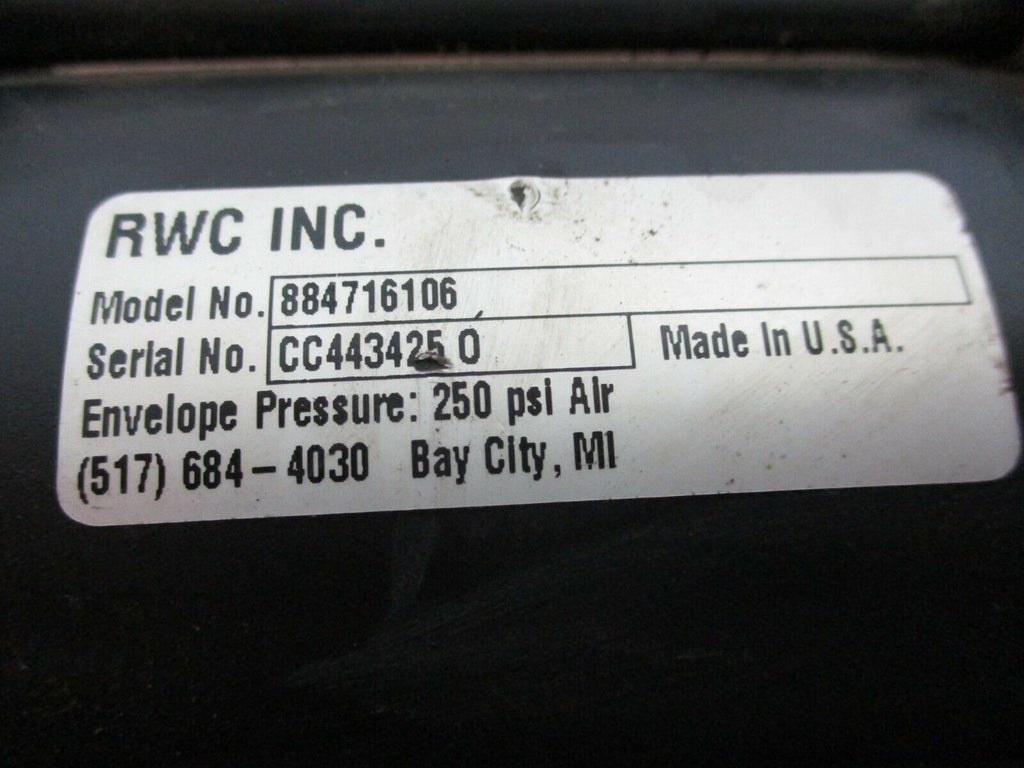 RWC INC.
Model No. 884716106
Serial No. CC443425 0 Made In U.S.A.
Envelope Pressure: 250 psi Air
(517) 684-4030 Bay City, MI